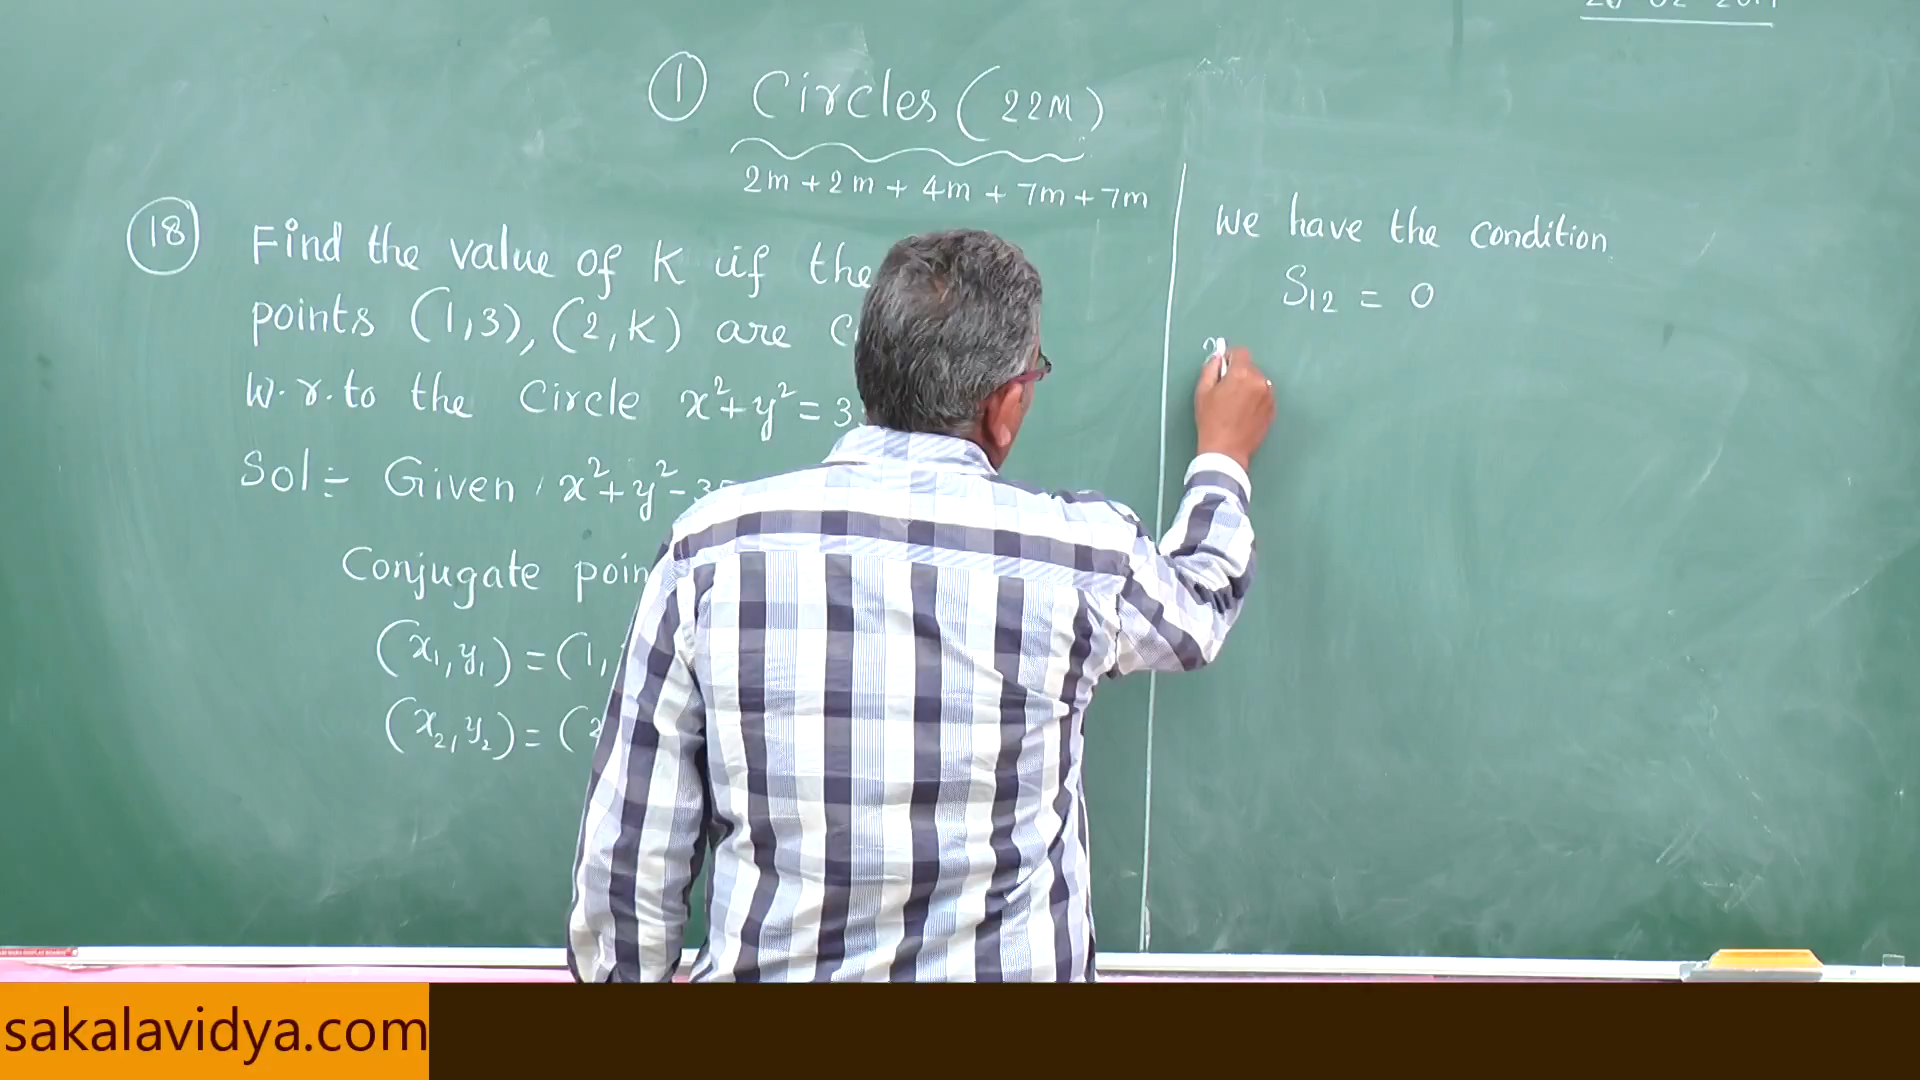 ① Circles (22M)
2m + 2m + 4m + 7m + 7m
⑱ Find the value of K if the
points (1,3), (2,K) are
w.r.to the Circle x²+y² = 3
Sol:- Given x²+y²-35
Conjugate
(x₁,y₁) = (1,
(x₂,y₂) = (2
We have the condition
S₁₂ = 0
sakalavidya.com